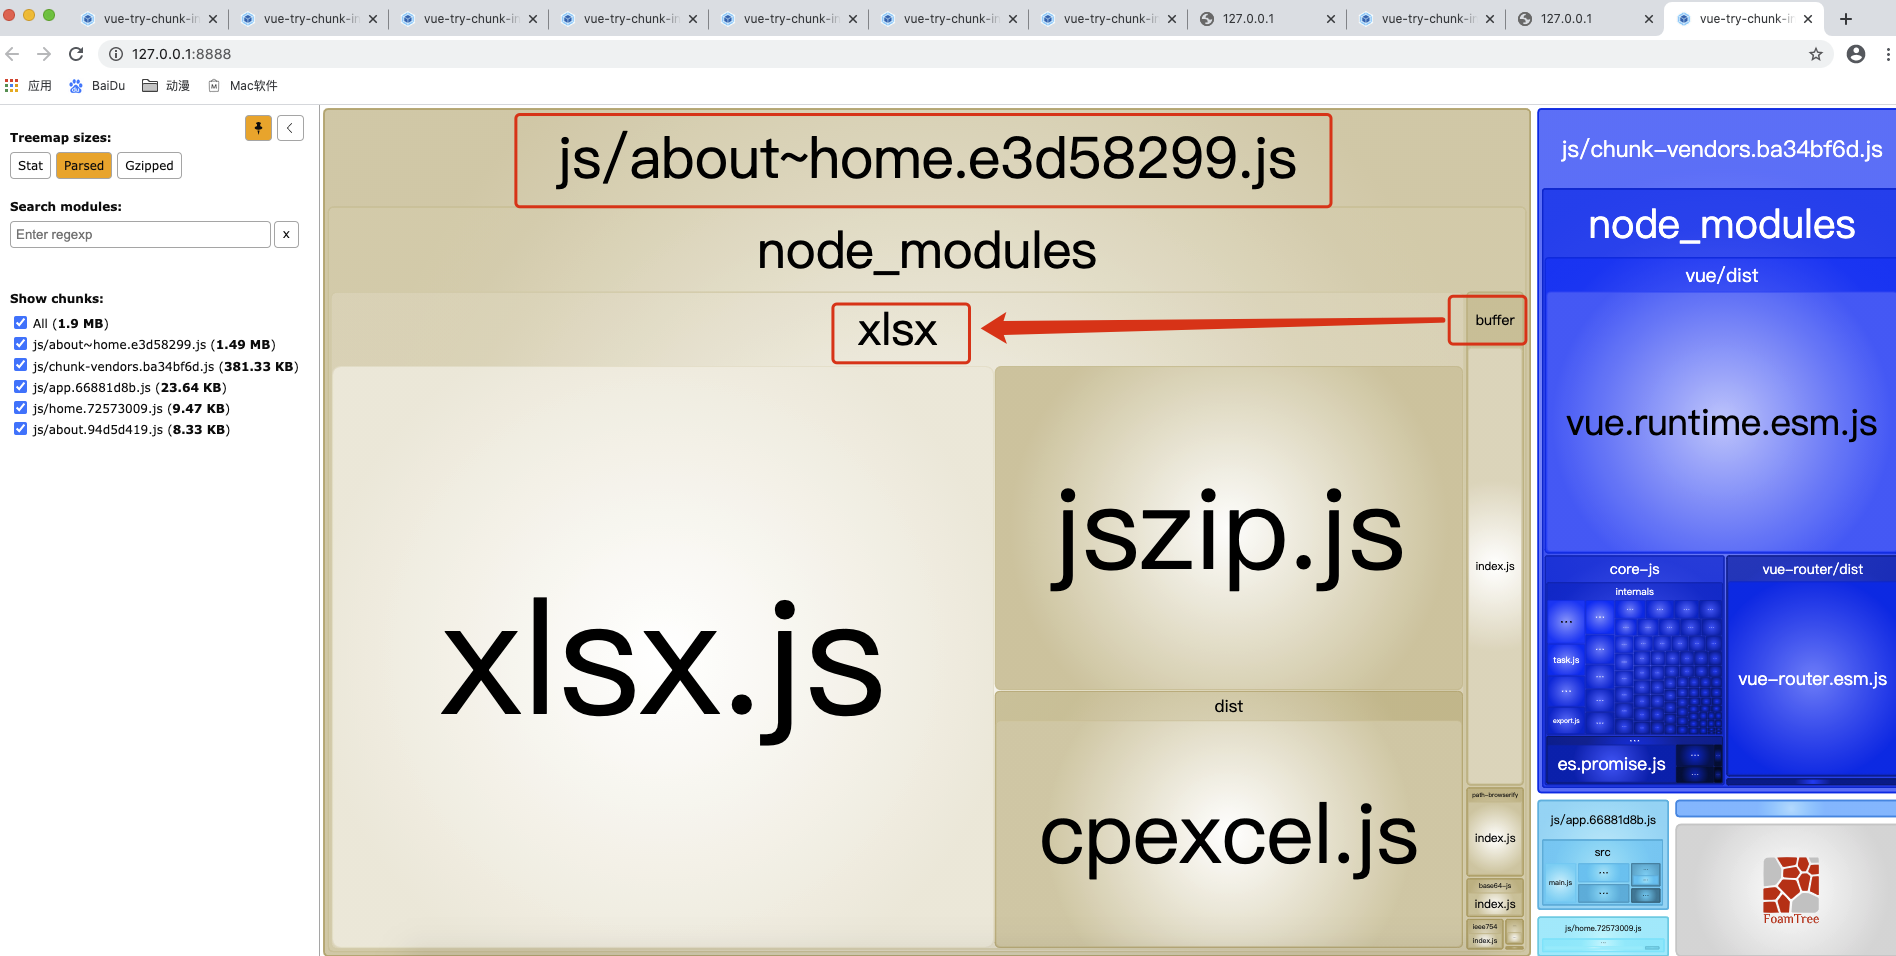 vue-try-chunk-in
vue-try-chunk-in
vue-try-chunk-in
vue-try-chunk-in
vue-try-chunk-in
vue-try-chunk-in
vue-try-chunk-in
127.0.0.1
vue-try-chunk-in
127.0.0.1
vue-try-chunk-in
127.0.0.1:8888
应用
BaiDu
动漫
Mac软件
Treemap sizes:
Stat
Parsed
Gzipped
Search modules:
Enter regexp
x
Show chunks:
All (1.9 MB)
js/about~home.e3d58299.js (1.49 MB)
js/chunk-vendors.ba34bf6d.js (381.33 KB)
js/app.66881d8b.js (23.64 KB)
js/home.72573009.js (9.47 KB)
js/about.94d5d419.js (8.33 KB)
js/about~home.e3d58299.js
node_modules
xlsx
buffer
xlsx.js
jszip.js
index.js
dist
cpexcel.js
path-browserify
index.js
base64-js
index.js
ieee754
index.js
js/chunk-vendors.ba34bf6d.js
node_modules
vue/dist
vue.runtime.esm.js
core-js
internals
...
task.js
...
export.js
...
es.promise.js
vue-router/dist
vue-router.esm.js
js/app.66881d8b.js
src
main.js
...
...
js/home.72573009.js
...
FoamTree